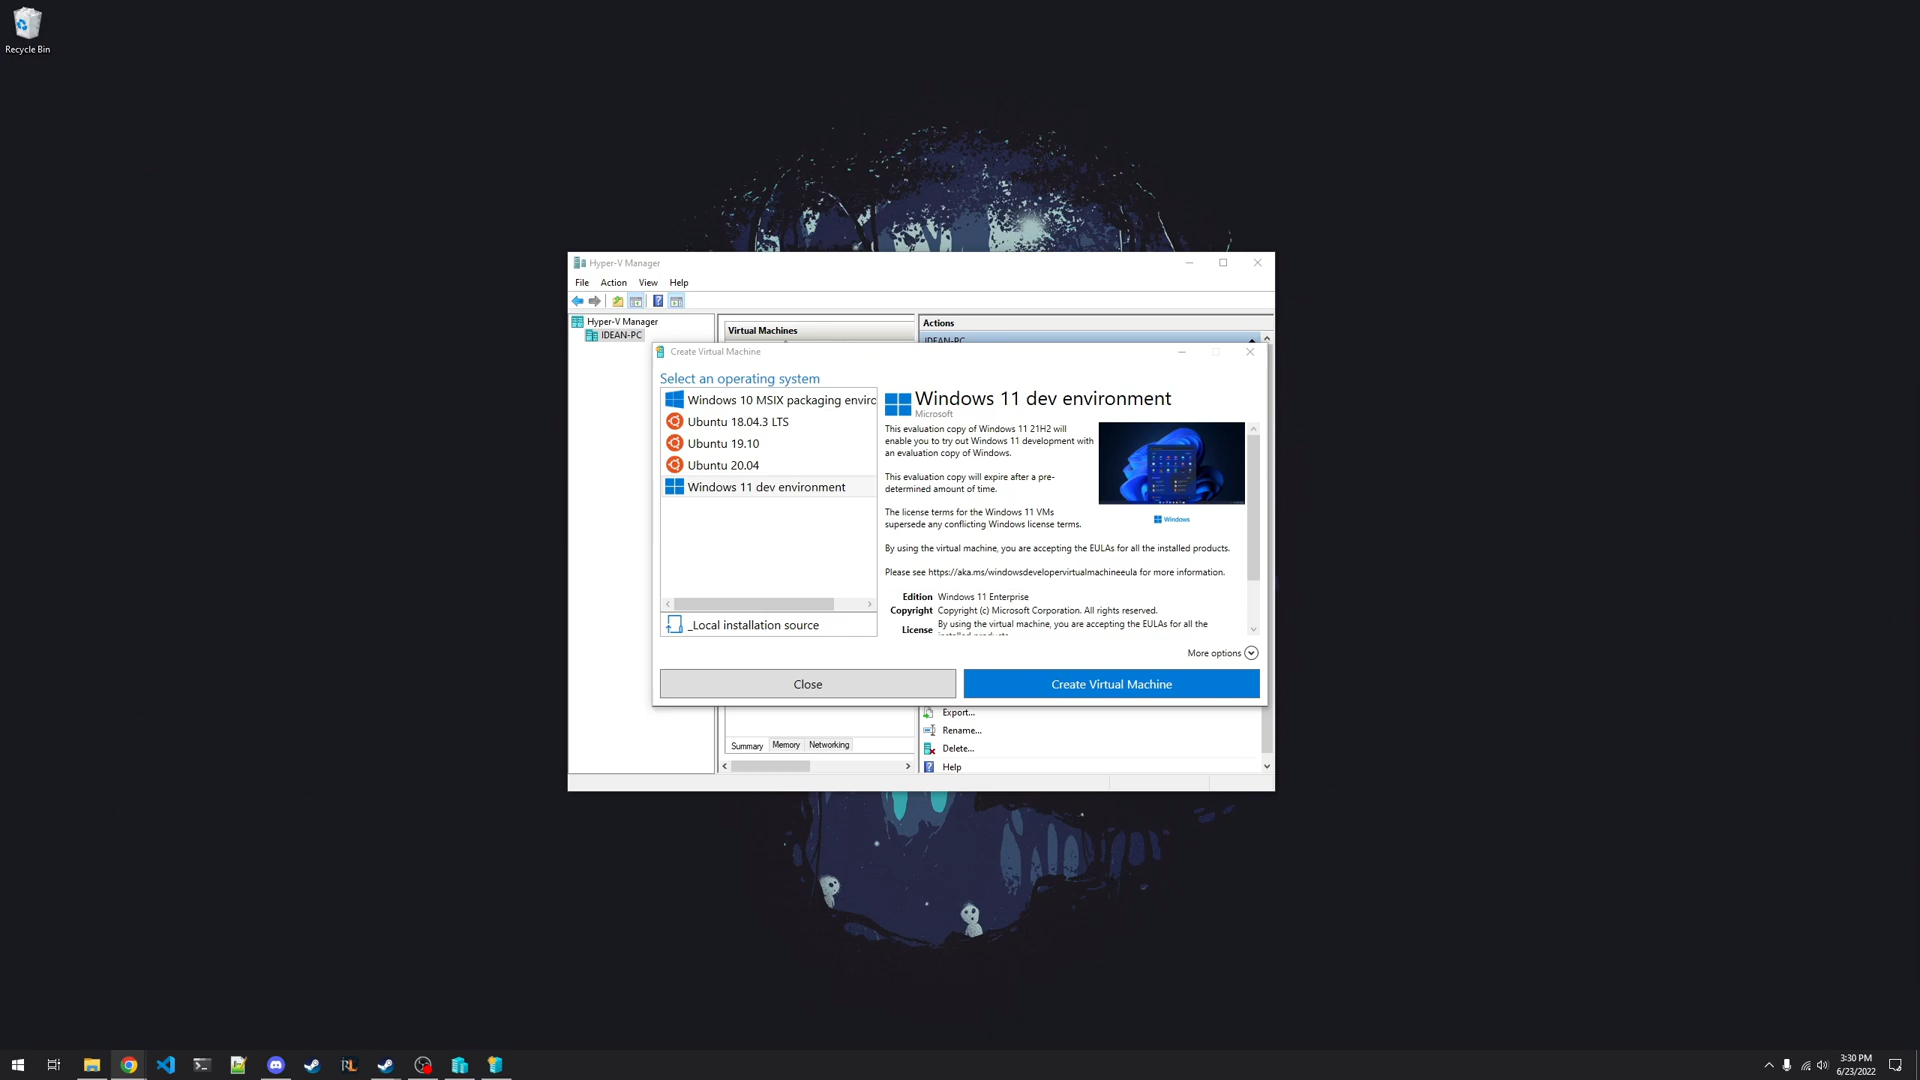 Recycle Bin
Hyper-V Manager
File Action View Help
Hyper-V Manager
IDEAN-PC
Virtual Machines
Actions
IDEAN-PC
Create Virtual Machine
Select an operating system
Windows 10 MSIX packaging enviro
Ubuntu 18.04.3 LTS
Ubuntu 19.10
Ubuntu 20.04
Windows 11 dev environment
_Local installation source
Windows 11 dev environment
Microsoft
This evaluation copy of Windows 11 21H2 will
enable you to try out Windows 11 development with
an evaluation copy of Windows.
This evaluation copy will expire after a pre-
determined amount of time.
The license terms for the Windows 11 VMs
supersede any conflicting Windows license terms.
Windows
By using the virtual machine, you are accepting the EULAs for all the installed products.
Please see https://aka.ms/windowsdevelopervirtualmachineeula for more information.
Edition Windows 11 Enterprise
Copyright Copyright (c) Microsoft Corporation. All rights reserved.
License By using the virtual machine, you are accepting the EULAs for all the
installed products.
More options
Close
Create Virtual Machine
Export...
Rename...
Delete...
Help
Summary Memory Networking
RL
3:30 PM
6/23/2022